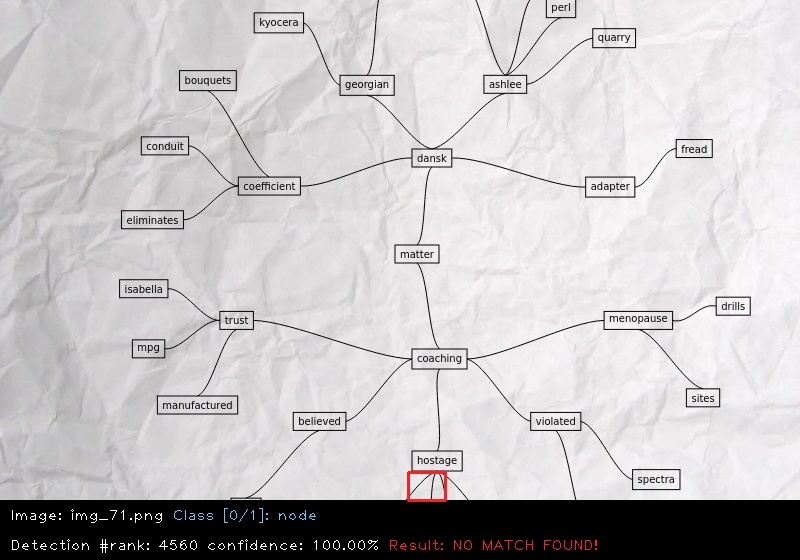 perl
kyocera
quarry
georgian
ashlee
bouquets
conduit
dansk
fread
coefficient
adapter
eliminates
matter
isabella
drills
trust
menopause
mpg
coaching
manufactured
sites
believed
violated
hostage
spectra
Image: img_71.png Class [0/1]: node
Detection #rank: 4560 confidence: 100.00% Result: NO MATCH FOUND!